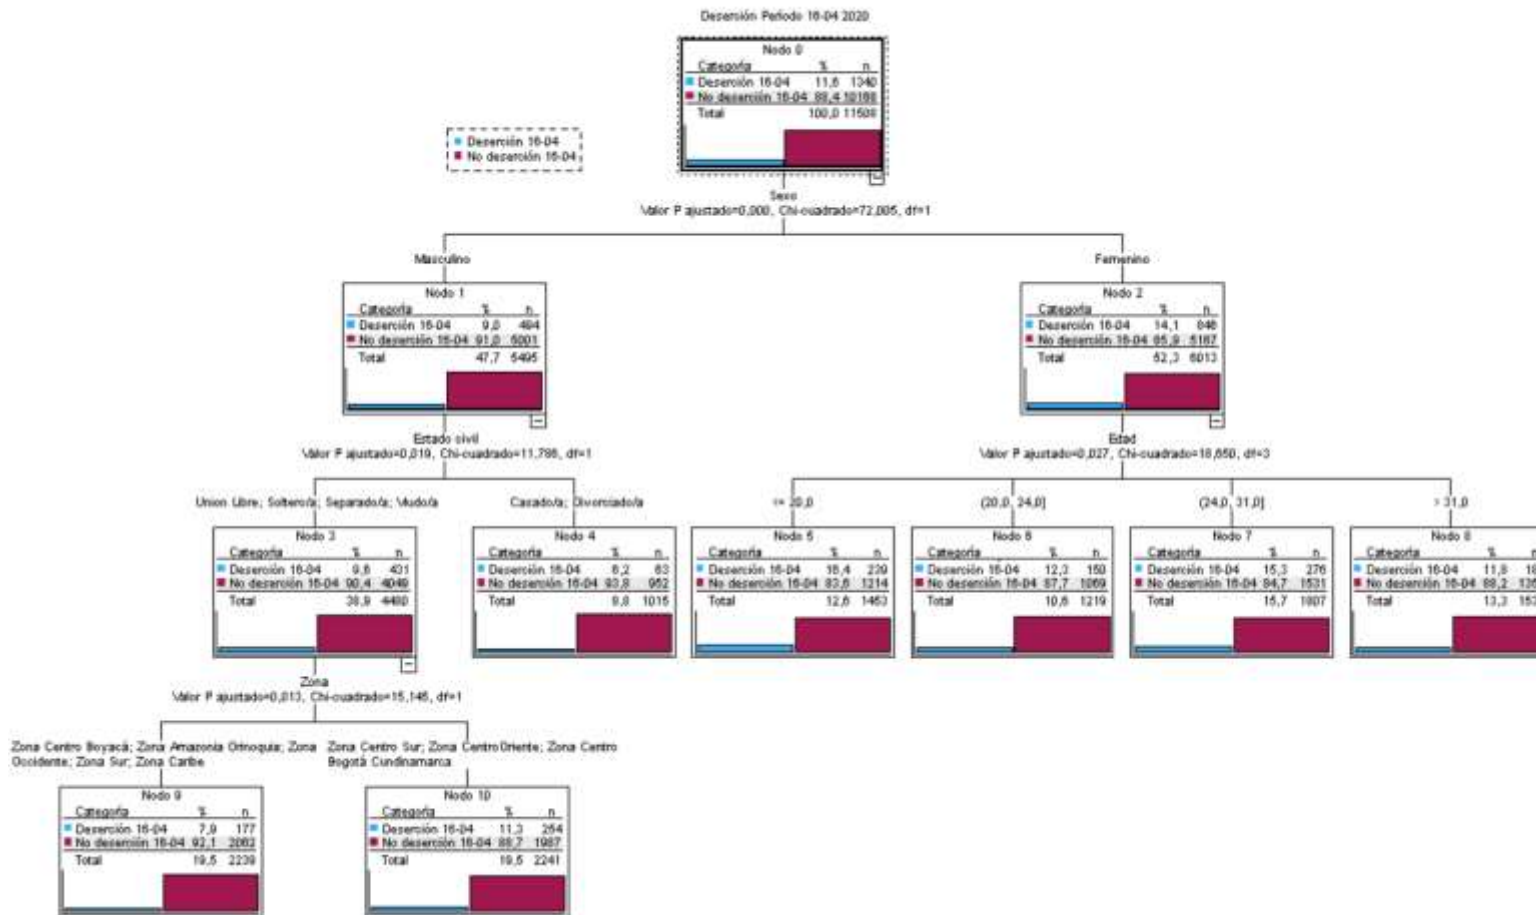 Deserción Periodo 16-04 2020
Nodo 0
Categoría % n
Deserción 16-04 11,6 1340
No deserción 16-04 88,4 10168
Total 100,0 11508
Deserción 16-04
No deserción 16-04
Sexo
Valor P ajustado=0,000, Chi-cuadrado=72,005, df=1
Masculino
Femenino
Nodo 1
Categoría % n
Deserción 16-04 9,0 494
No deserción 16-04 91,0 5001
Total 47,7 5495
Nodo 2
Categoría % n
Deserción 16-04 14,1 846
No deserción 16-04 85,9 5167
Total 52,3 6013
Estado civil
Valor P ajustado=0,019, Chi-cuadrado=11,786, df=1
Edad
Valor P ajustado=0,027, Chi-cuadrado=18,650, df=3
Union Libre; Soltero/a; Separado/a; Viudo/a
Casado/a; Divorciado/a
<= 20,0
(20,0, 24,0]
(24,0, 31,0]
> 31,0
Nodo 3
Categoría % n
Deserción 16-04 9,6 431
No deserción 16-04 90,4 4049
Total 38,9 4480
Nodo 4
Categoría % n
Deserción 16-04 6,2 63
No deserción 16-04 93,8 952
Total 8,8 1015
Nodo 5
Categoría % n
Deserción 16-04 16,4 239
No deserción 16-04 83,6 1214
Total 12,6 1453
Nodo 6
Categoría % n
Deserción 16-04 12,3 150
No deserción 16-04 87,7 1069
Total 10,6 1219
Nodo 7
Categoría % n
Deserción 16-04 15,3 276
No deserción 16-04 84,7 1531
Total 15,7 1807
Nodo 8
Categoría % n
Deserción 16-04 11,8
No deserción 16-04 88,2
Total 13,3
Zona
Valor P ajustado=0,013, Chi-cuadrado=15,146, df=1
Zona Centro Boyacá; Zona Amazonia Orinoquia; Zona
Occidente; Zona Sur; Zona Caribe
Zona Centro Sur; Zona Centro Oriente; Zona Centro
Bogotá Cundinamarca
Nodo 9
Categoría % n
Deserción 16-04 7,9 177
No deserción 16-04 92,1 2062
Total 19,5 2239
Nodo 10
Categoría % n
Deserción 16-04 11,3 254
No deserción 16-04 88,7 1987
Total 19,5 2241